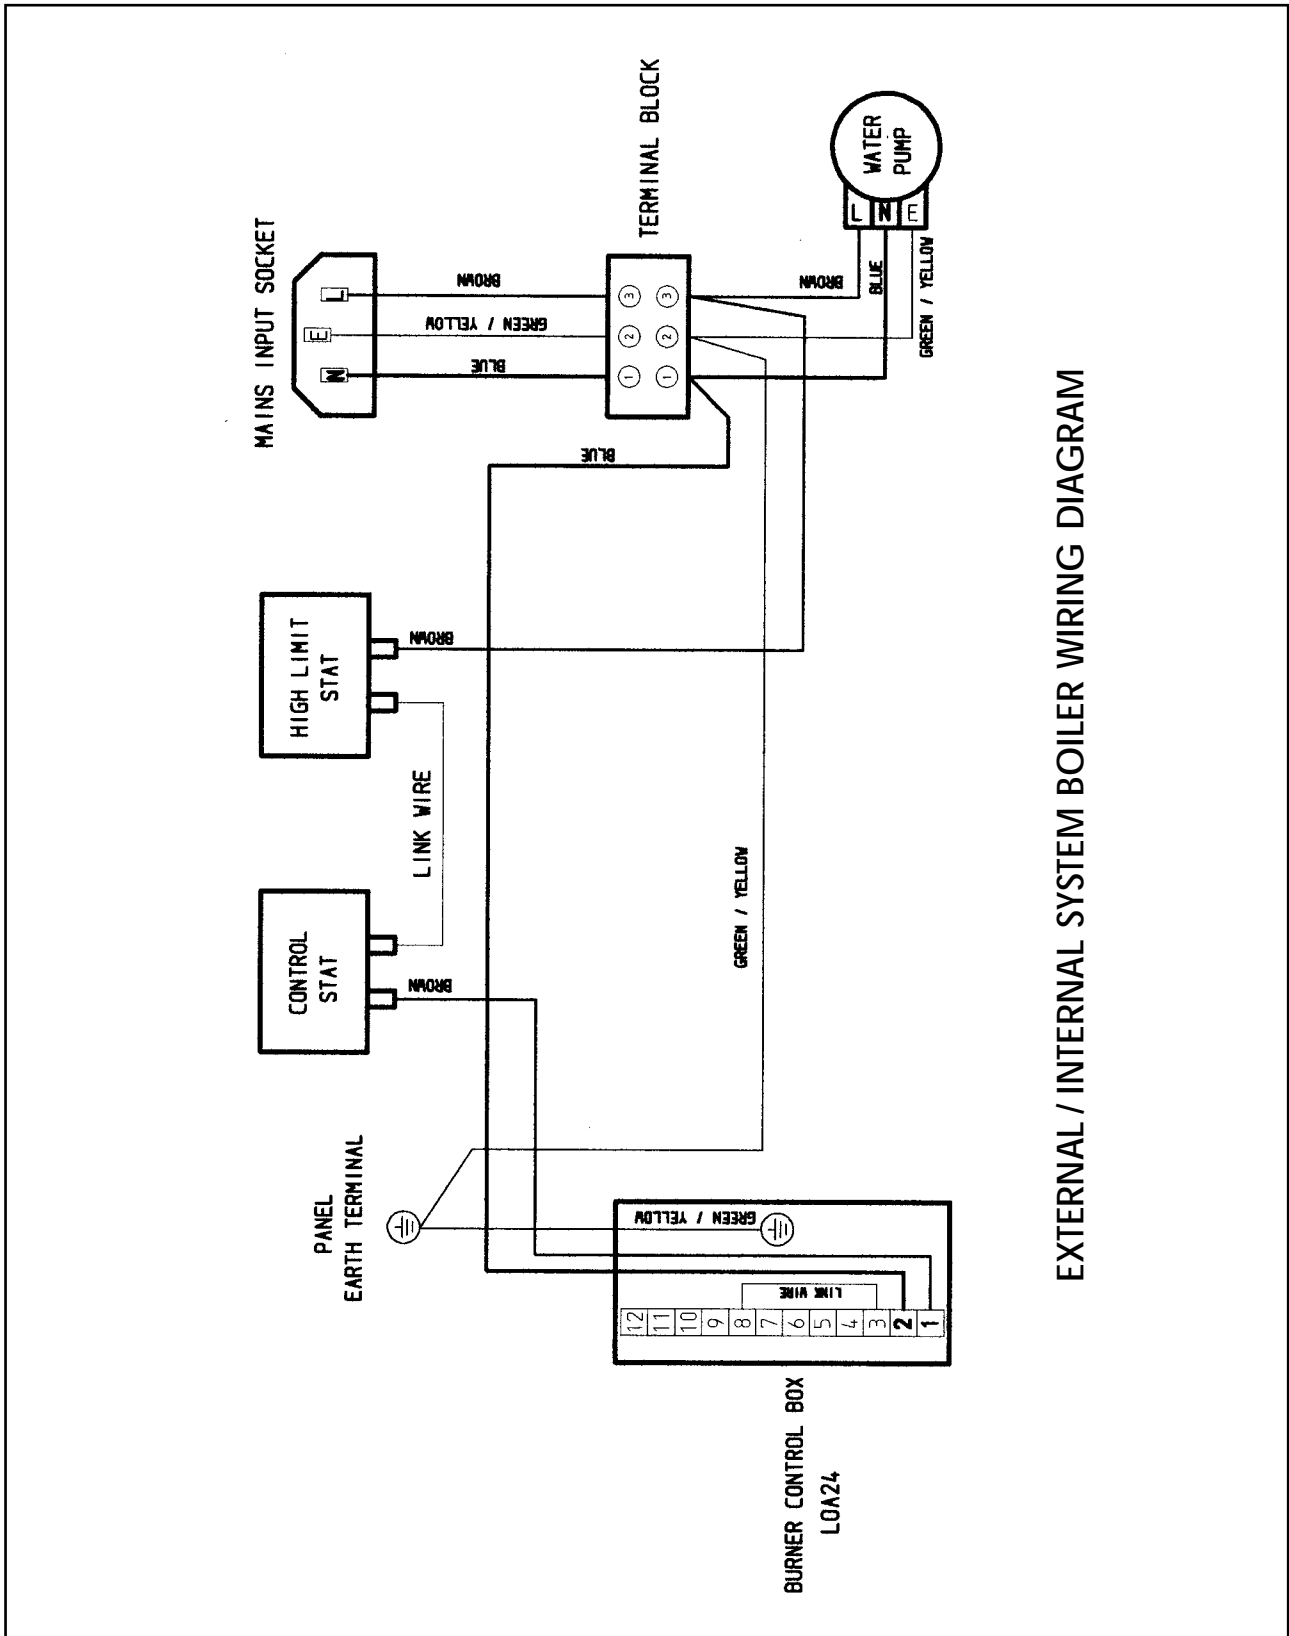 MAINS INPUT SOCKET
N
E
L
BLUE
GREEN / YELLOW
BROWN
TERMINAL BLOCK
1
2
3
1
2
3
WATER
PUMP
L
N
E
BROWN
BLUE
GREEN / YELLOW
BLUE
HIGH LIMIT
STAT
BROWN
LINK WIRE
CONTROL
STAT
BROWN
GREEN / YELLOW
PANEL
EARTH TERMINAL
GREEN / YELLOW
LINK WIRE
12
11
10
9
8
7
6
5
4
3
2
1
BURNER CONTROL BOX
LOA24
EXTERNAL / INTERNAL SYSTEM BOILER WIRING DIAGRAM